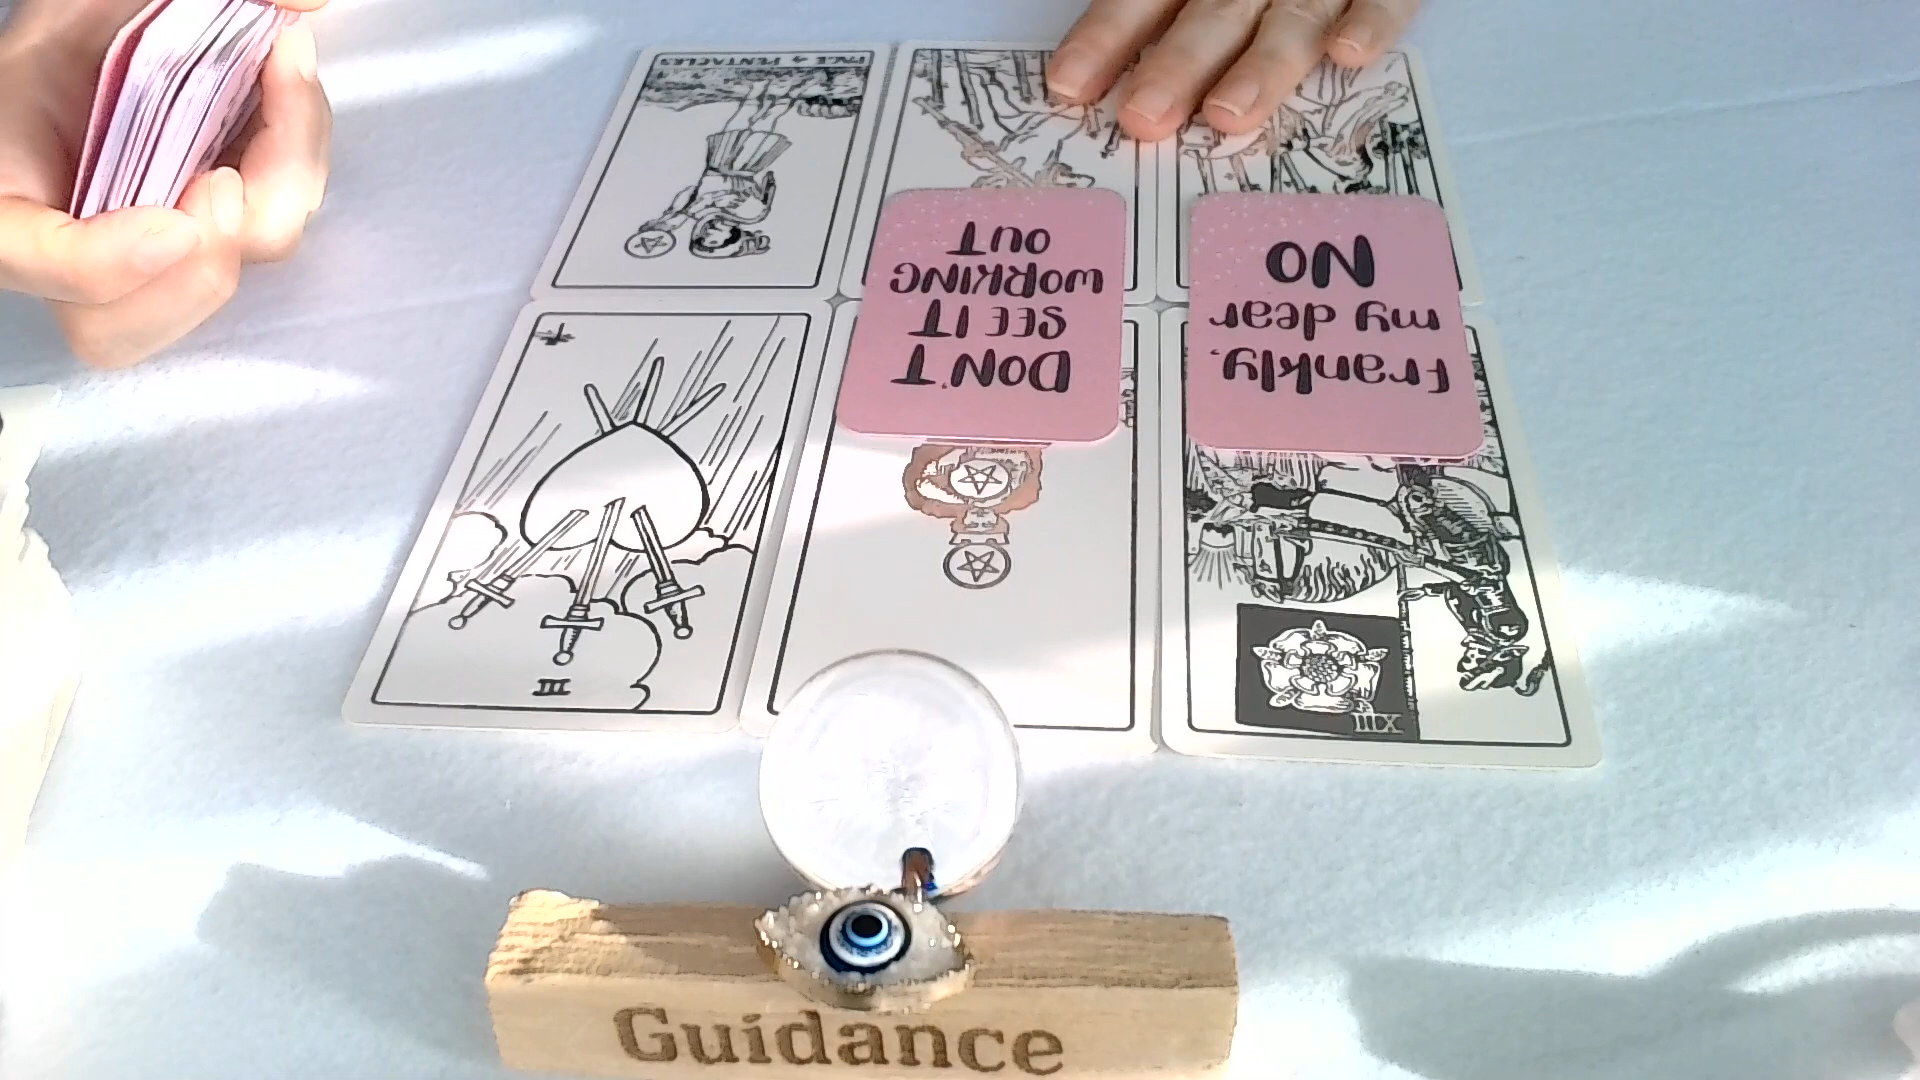 PAGE of PENTACLES
DON'T
SEE IT
WORKING
OUT
frankly,
my dear
NO
III
XIII
Guidance